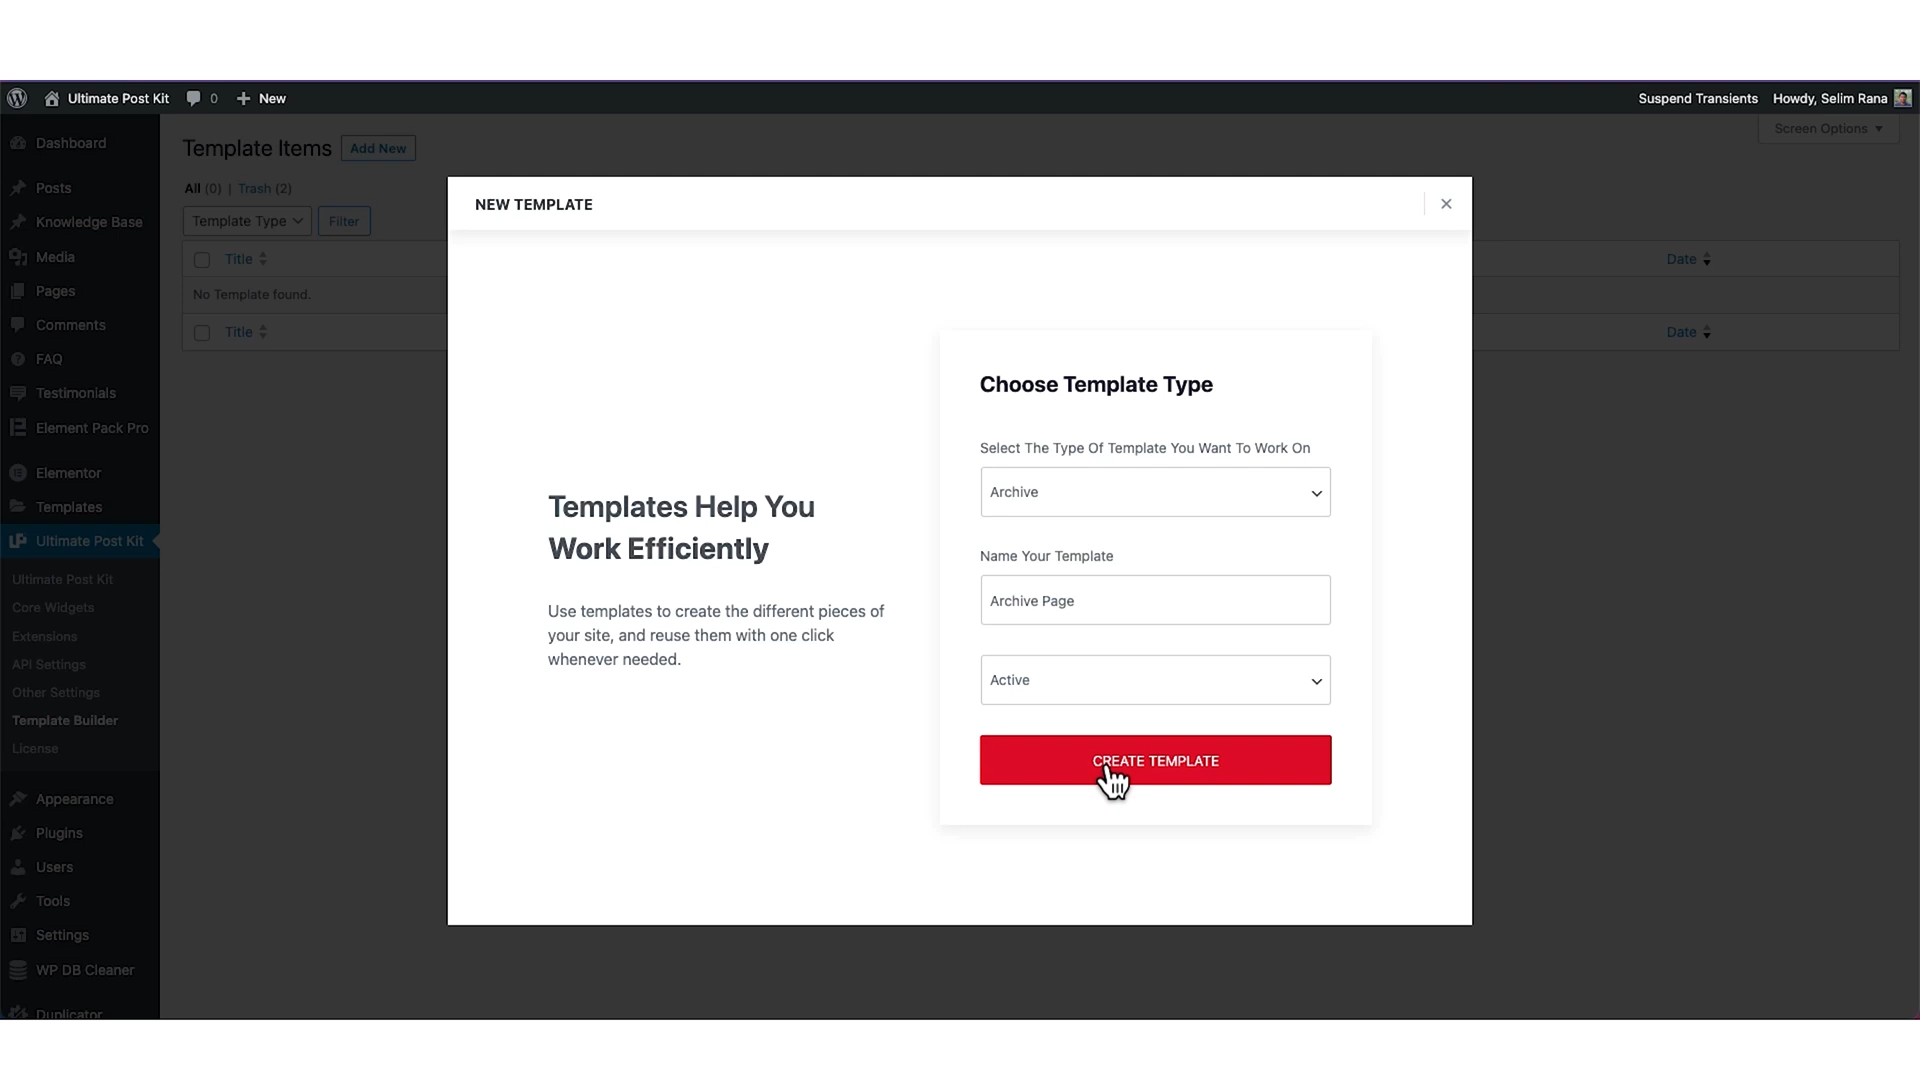 Ultimate Post Kit 0 New Suspend Transients Howdy, Selim Rana
Screen Options
Dashboard
Posts
Knowledge Base
Media
Pages
Comments
FAQ
Testimonials
Element Pack Pro
Elementor
Templates
Ultimate Post Kit
Ultimate Post Kit
Core Widgets
Extensions
API Settings
Other Settings
Template Builder
License
Appearance
Plugins
Users
Tools
Settings
WP DB Cleaner
Duplicator
Template Items Add New
All (0) | Trash (2)
Template Type Filter
Title Date
No Template found.
Title Date
NEW TEMPLATE
Templates Help You
Work Efficiently
Use templates to create the different pieces of
your site, and reuse them with one click
whenever needed.
Choose Template Type
Select The Type Of Template You Want To Work On
Archive
Name Your Template
Archive Page
Active
CREATE TEMPLATE